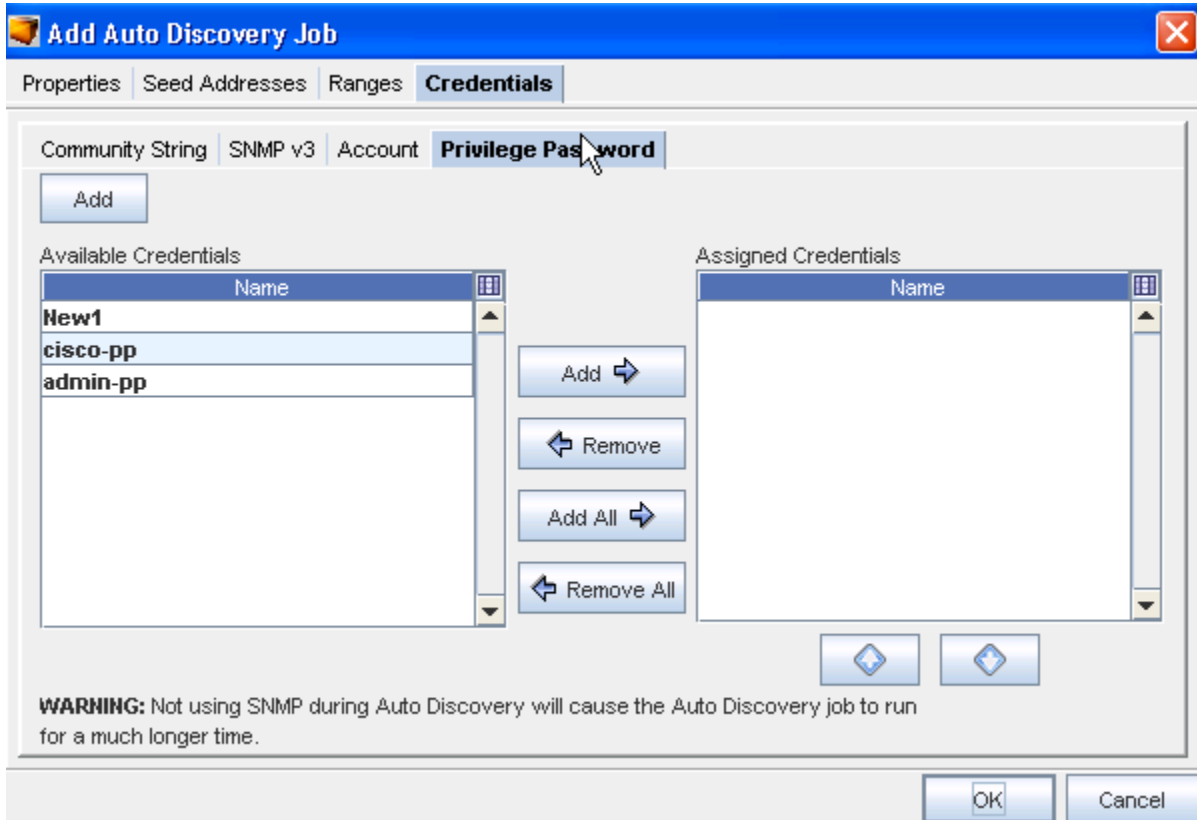 Add Auto Discovery Job
Properties Seed Addresses Ranges Credentials
Community String SNMP v3 Account Privilege Password
Add
Available Credentials
Name
New1
cisco-pp
admin-pp
Add
Remove
Add All
Remove All
Assigned Credentials
Name
WARNING: Not using SNMP during Auto Discovery will cause the Auto Discovery job to run
for a much longer time.
OK Cancel